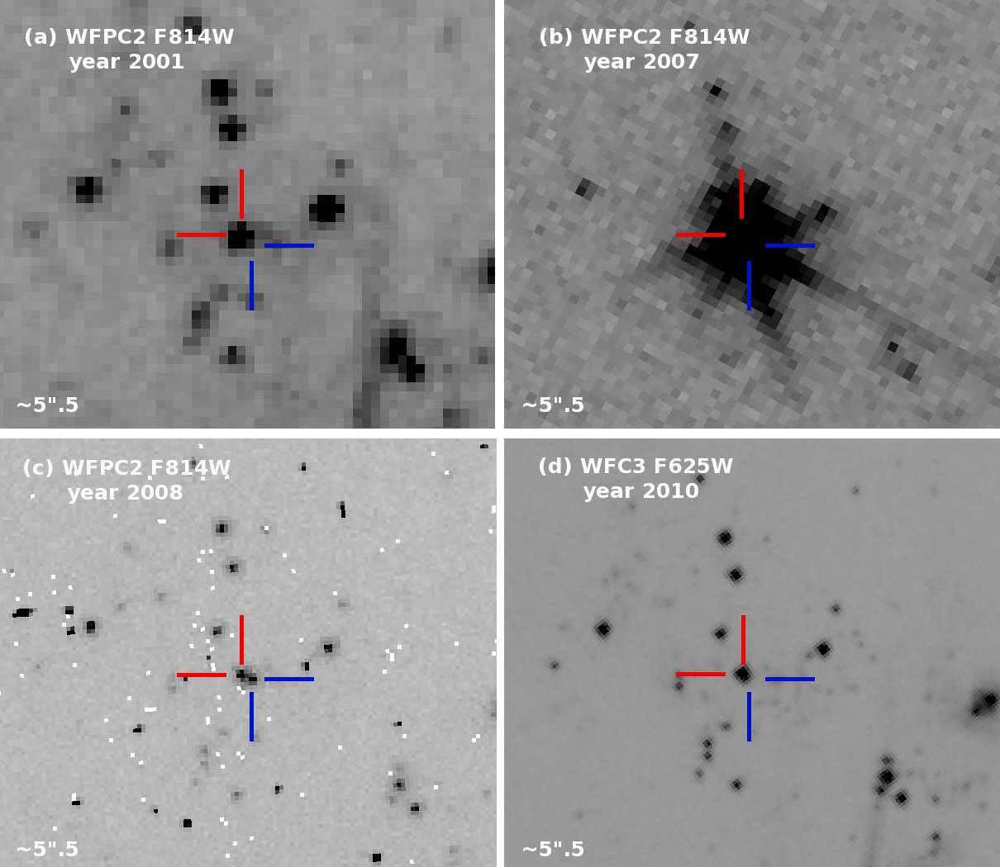 (a) WFPC2 F814W
year 2001
~5".5
(b) WFPC2 F814W
year 2007
~5".5
(c) WFPC2 F814W
year 2008
~5".5
(d) WFC3 F625W
year 2010
~5".5